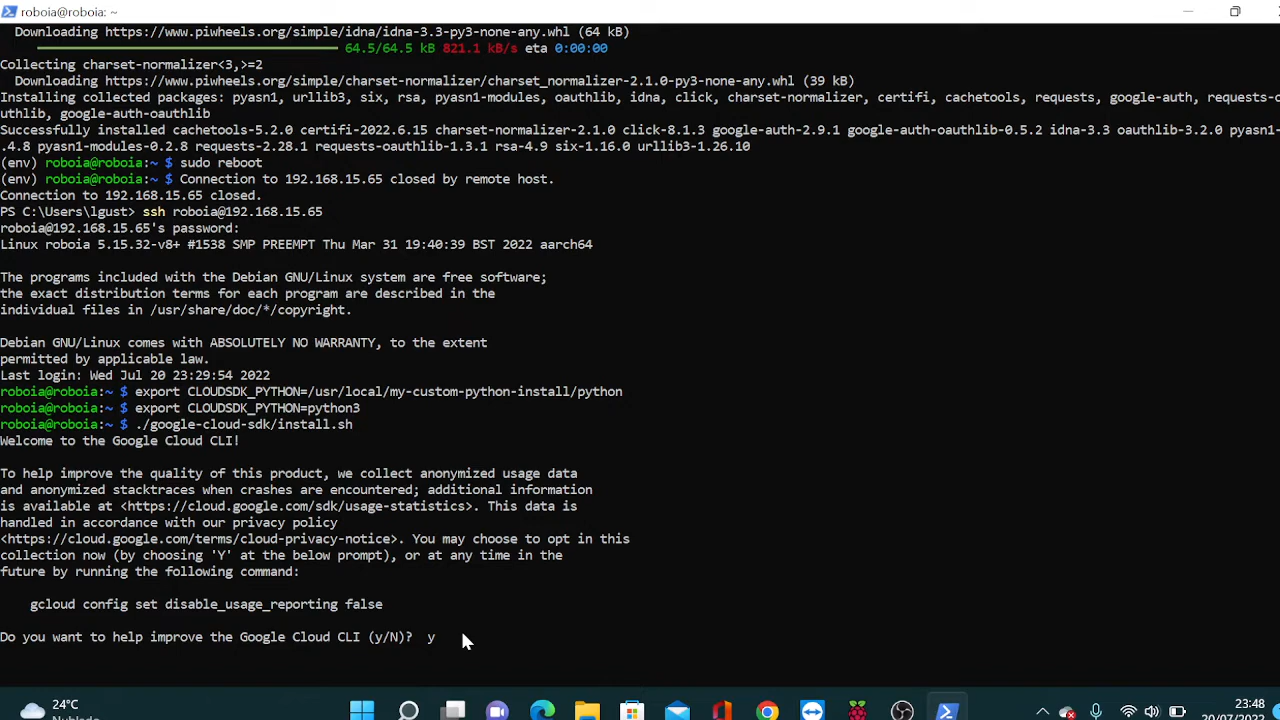 roboia@roboia: ~
Downloading https://www.piwheels.org/simple/idna/idna-3.3-py3-none-any.whl (64 kB)
64.5/64.5 kB 821.1 kB/s eta 0:00:00
Collecting charset-normalizer<3,>=2
Downloading https://www.piwheels.org/simple/charset-normalizer/charset_normalizer-2.1.0-py3-none-any.whl (39 kB)
Installing collected packages: pyasn1, urllib3, six, rsa, pyasn1-modules, oauthlib, idna, click, charset-normalizer, certifi, cachetools, requests, google-auth, requests-o
uthlib, google-auth-oauthlib
Successfully installed cachetools-5.2.0 certifi-2022.6.15 charset-normalizer-2.1.0 click-8.1.3 google-auth-2.9.1 google-auth-oauthlib-0.5.2 idna-3.3 oauthlib-3.2.0 pyasn1
.4.8 pyasn1-modules-0.2.8 requests-2.28.1 requests-oauthlib-1.3.1 rsa-4.9 six-1.16.0 urllib3-1.26.10
(env) roboia@roboia:~ $ sudo reboot
(env) roboia@roboia:~ $ Connection to 192.168.15.65 closed by remote host.
Connection to 192.168.15.65 closed.
PS C:\Users\lgust> ssh roboia@192.168.15.65
roboia@192.168.15.65's password:
Linux roboia 5.15.32-v8+ #1538 SMP PREEMPT Thu Mar 31 19:40:39 BST 2022 aarch64
The programs included with the Debian GNU/Linux system are free software;
the exact distribution terms for each program are described in the
individual files in /usr/share/doc/*/copyright.
Debian GNU/Linux comes with ABSOLUTELY NO WARRANTY, to the extent
permitted by applicable law.
Last login: Wed Jul 20 23:29:54 2022
roboia@roboia:~ $ export CLOUDSDK_PYTHON=/usr/local/my-custom-python-install/python
roboia@roboia:~ $ export CLOUDSDK_PYTHON=python3
roboia@roboia:~ $ ./google-cloud-sdk/install.sh
Welcome to the Google Cloud CLI!
To help improve the quality of this product, we collect anonymized usage data
and anonymized stacktraces when crashes are encountered; additional information
is available at <https://cloud.google.com/sdk/usage-statistics>. This data is
handled in accordance with our privacy policy
<https://cloud.google.com/terms/cloud-privacy-notice>. You may choose to opt in this
collection now (by choosing 'Y' at the below prompt), or at any time in the
future by running the following command:
gcloud config set disable_usage_reporting false
Do you want to help improve the Google Cloud CLI (y/N)? y
24°C
Nublado
23:48
20/07/2022